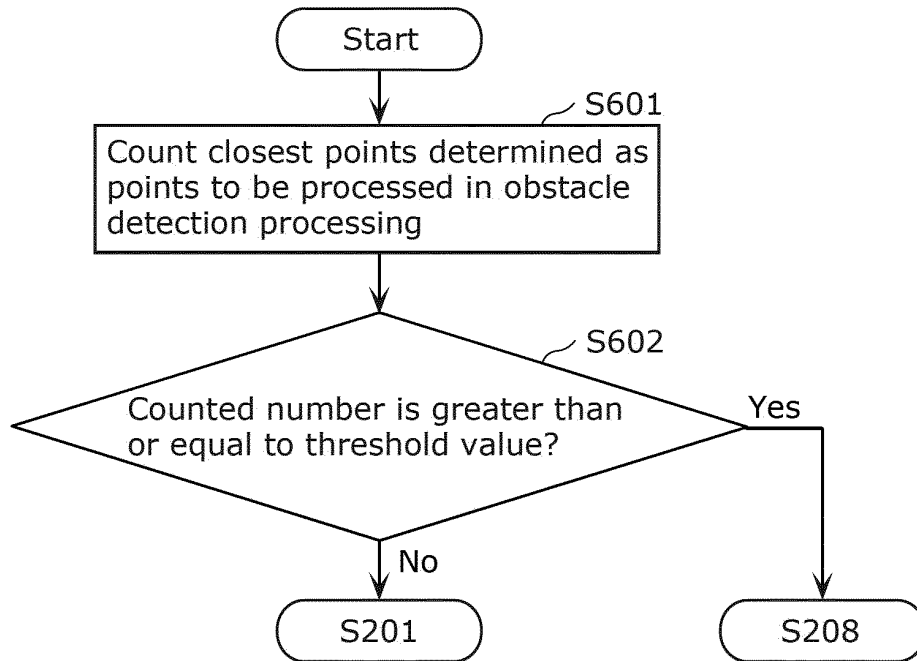 Start
S601
Count closest points determined as
points to be processed in obstacle
detection processing
S602
Counted number is greater than
or equal to threshold value?
Yes
No
S201
S208